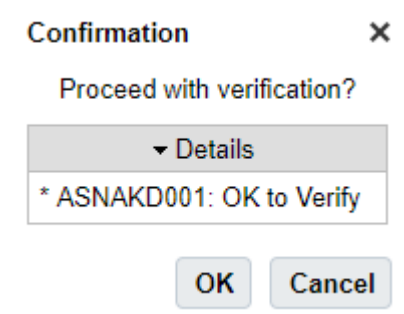 Confirmation
Proceed with verification?
Details
* ASNAKD001: OK to Verify
OK Cancel